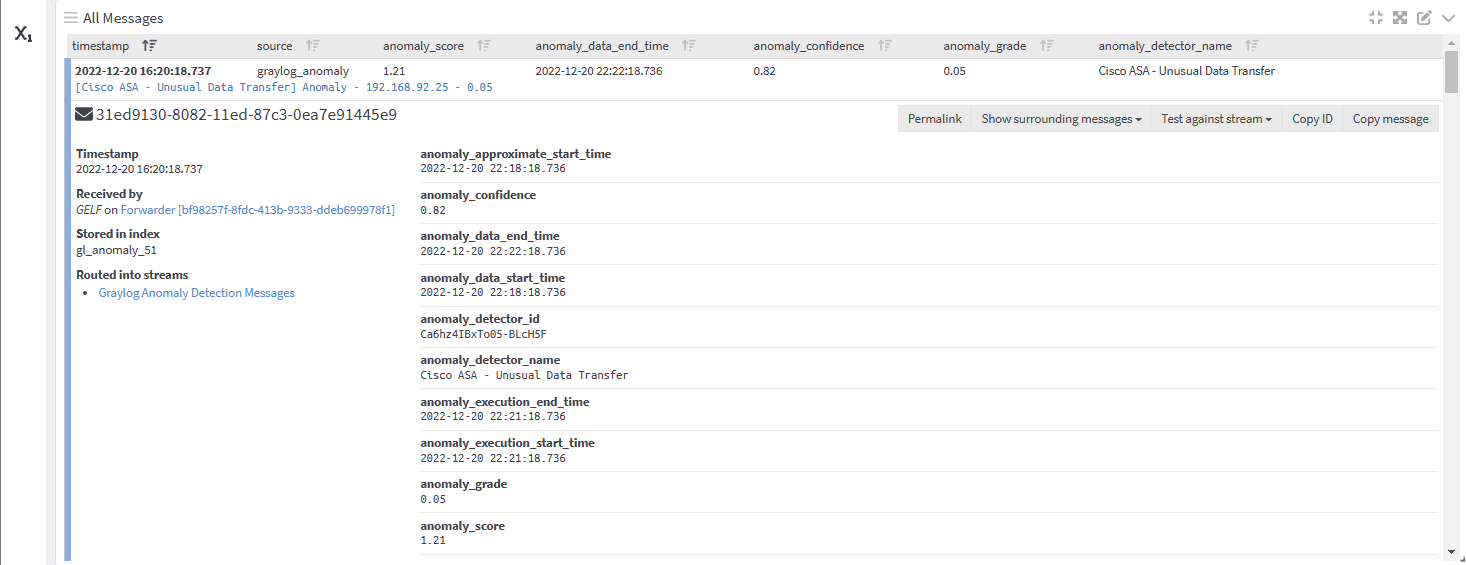 X₁
All Messages
timestamp source anomaly_score anomaly_data_end_time anomaly_confidence anomaly_grade anomaly_detector_name
2022-12-20 16:20:18.737 graylog_anomaly 1.21 2022-12-20 22:22:18.736 0.82 0.05 Cisco ASA - Unusual Data Transfer
[Cisco ASA - Unusual Data Transfer] Anomaly - 192.168.92.25 - 0.05
31ed9130-8082-11ed-87c3-0ea7e91445e9
Permalink Show surrounding messages Test against stream Copy ID Copy message
Timestamp
2022-12-20 16:20:18.737
Received by
GELF on Forwarder [bf98257f-8fdc-413b-9333-ddeb699978f1]
Stored in index
gl_anomaly_51
Routed into streams
• Graylog Anomaly Detection Messages
anomaly_approximate_start_time
2022-12-20 22:18:18.736
anomaly_confidence
0.82
anomaly_data_end_time
2022-12-20 22:22:18.736
anomaly_data_start_time
2022-12-20 22:18:18.736
anomaly_detector_id
Ca6hz4IBxTo05-BLcH5F
anomaly_detector_name
Cisco ASA - Unusual Data Transfer
anomaly_execution_end_time
2022-12-20 22:21:18.736
anomaly_execution_start_time
2022-12-20 22:21:18.736
anomaly_grade
0.05
anomaly_score
1.21